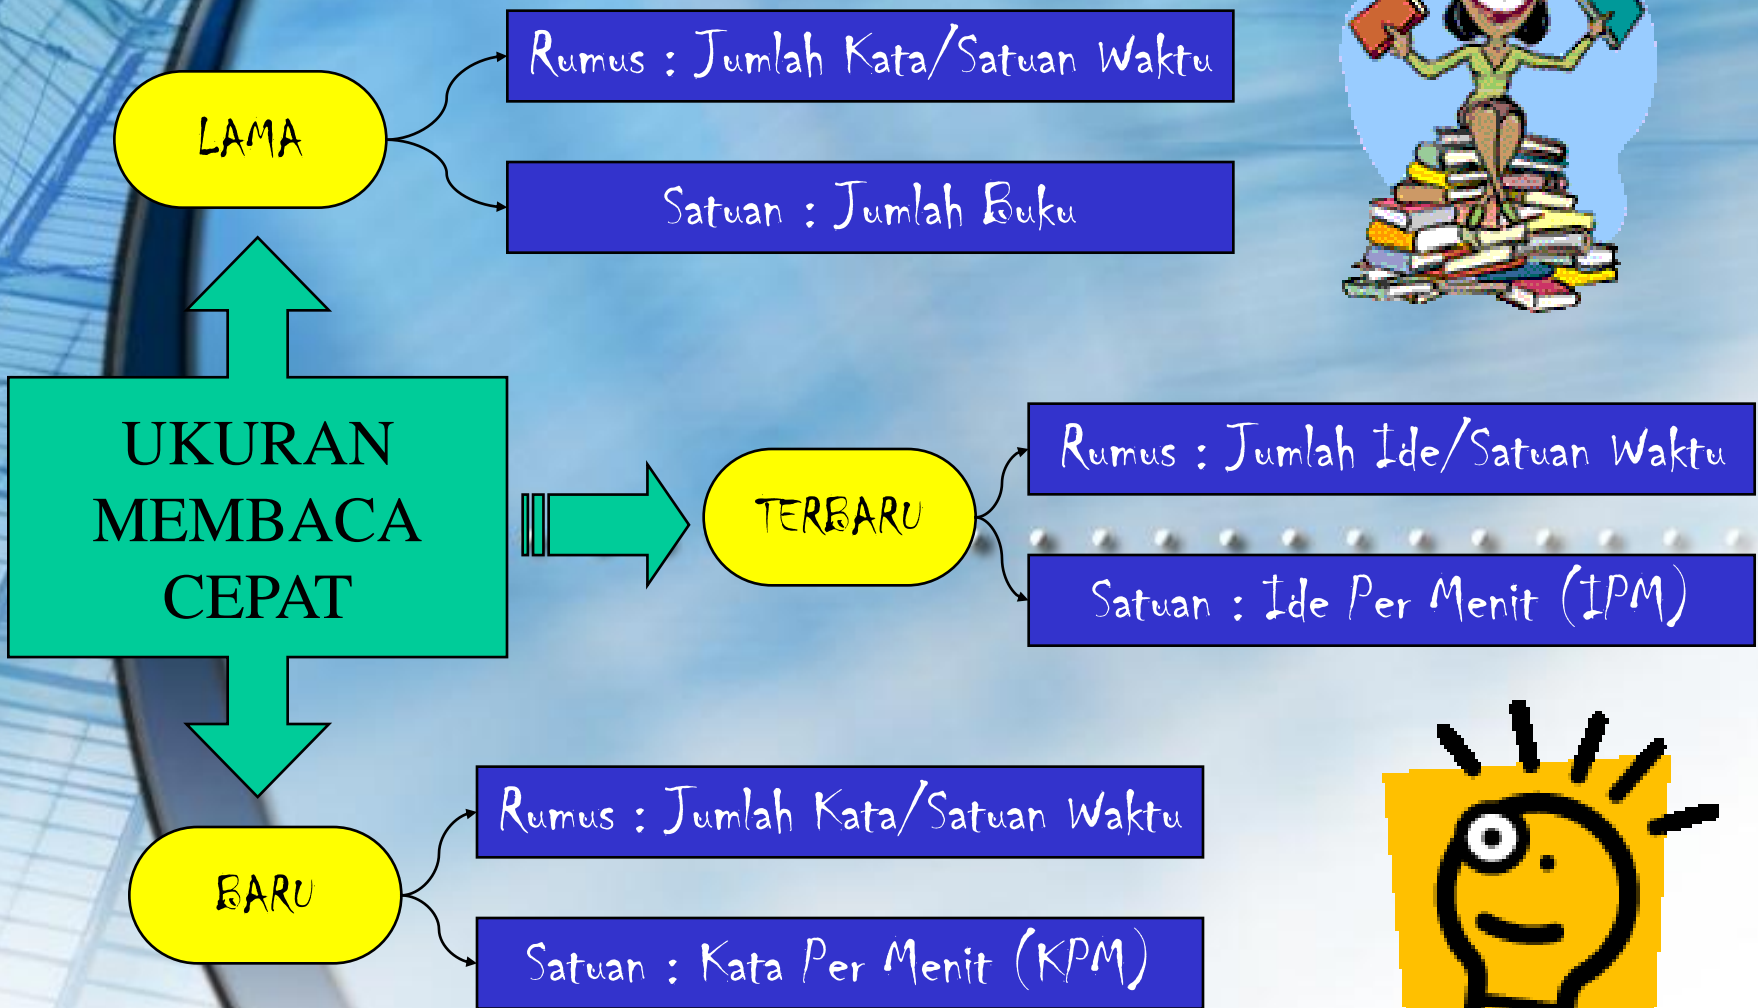 Rumus : Jumlah Kata/Satuan Waktu
LAMA
Satuan : Jumlah Buku
UKURAN
MEMBACA
CEPAT
Rumus : Jumlah Ide/Satuan Waktu
TERBARU
Satuan : Ide Per Menit (IPM)
Rumus : Jumlah Kata/Satuan Waktu
BARU
Satuan : Kata Per Menit (KPM)